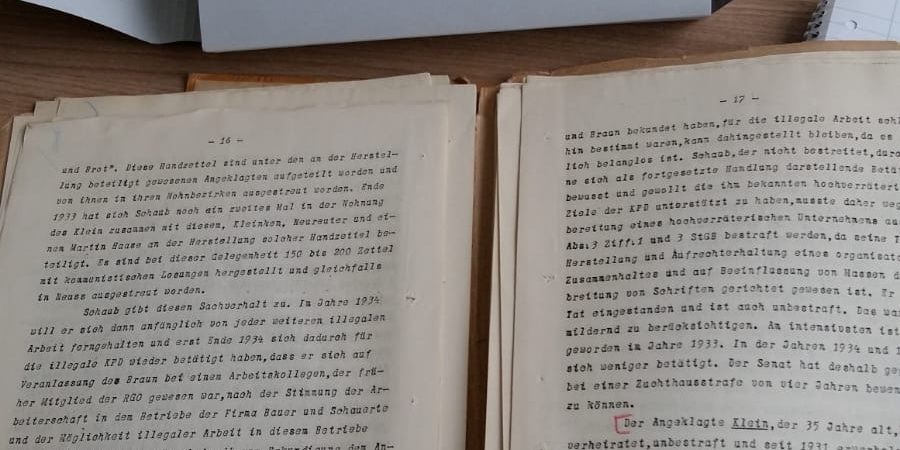 - 16 -
und Brot". Diese Handzettel sind unter den an der Herstel-
lung beteiligt gewesenen Angeklagten aufgeteilt worden und
von ihnen in ihren Wohnbezirken ausgestreut worden. Ende
1933 hat sich Schaub noch ein zweites Mal in der Wohnung
des Klein zusammen mit diesem, Kleinken, Neureuter und ei-
nem Martin Haase an der Herstellung solcher Handzettel be-
teiligt. Es sind bei dieser Gelegenheit 150 bis 200 Zettel
mit kommunistischen Losungen hergestellt und gleichfalls
in Neuss ausgestreut worden.
Schaub gibt diesen Sachverhalt zu. Im Jahre 1934
will er sich dann anfänglich von jeder weiteren illegalen
Arbeit ferngehalten und erst Ende 1934 sich dadurch für
die illegale KPD wieder betätigt haben, dass er sich auf
Veranlassung des Braun bei einen Arbeitskollegen, der frü-
her Mitglied der RGO gewesen war, nach der Stimmung der Ar-
beiterschaft in dem Betriebe der Firma Bauer und Schauerte
und der Möglichkeit illegaler Arbeit in diesem Betriebe
- 17 -
und Braun bekundet haben, für die illegale Arbeit
hin bestimmt waren, kann dahingestellt bleiben, da es
lich belanglos ist. Schaub, der nicht bestreitet,
ne sich als fortgesetzte Handlung darstellende
bewusst und gewollt die ihm bekannten
Ziele der KPD unterstützt zu haben, musste daher
bereitung eines hochverräterischen Unternehmens
Abs.3 Ziff.1 und 3 StGB bestraft werden, da seine
Herstellung und Aufrechterhaltung eines
Zusammenhaltes und auf Beeinflussung von Massen
breitung von Schriften gerichtet gewesen ist. Er
Tat eingestanden und ist auch unbestraft. Das
mildernd zu berücksichtigen. Am intensivsten ist
geworden im Jahre 1933. In der Jahren 1934 und
sich weniger betätigt. Der Senat hat deshalb
bei einer Zuchthausstrafe von vier Jahren
zu können.
Der Angeklagte Klein, der 35 Jahre alt,
verheiratet, unbestraft und seit 1931